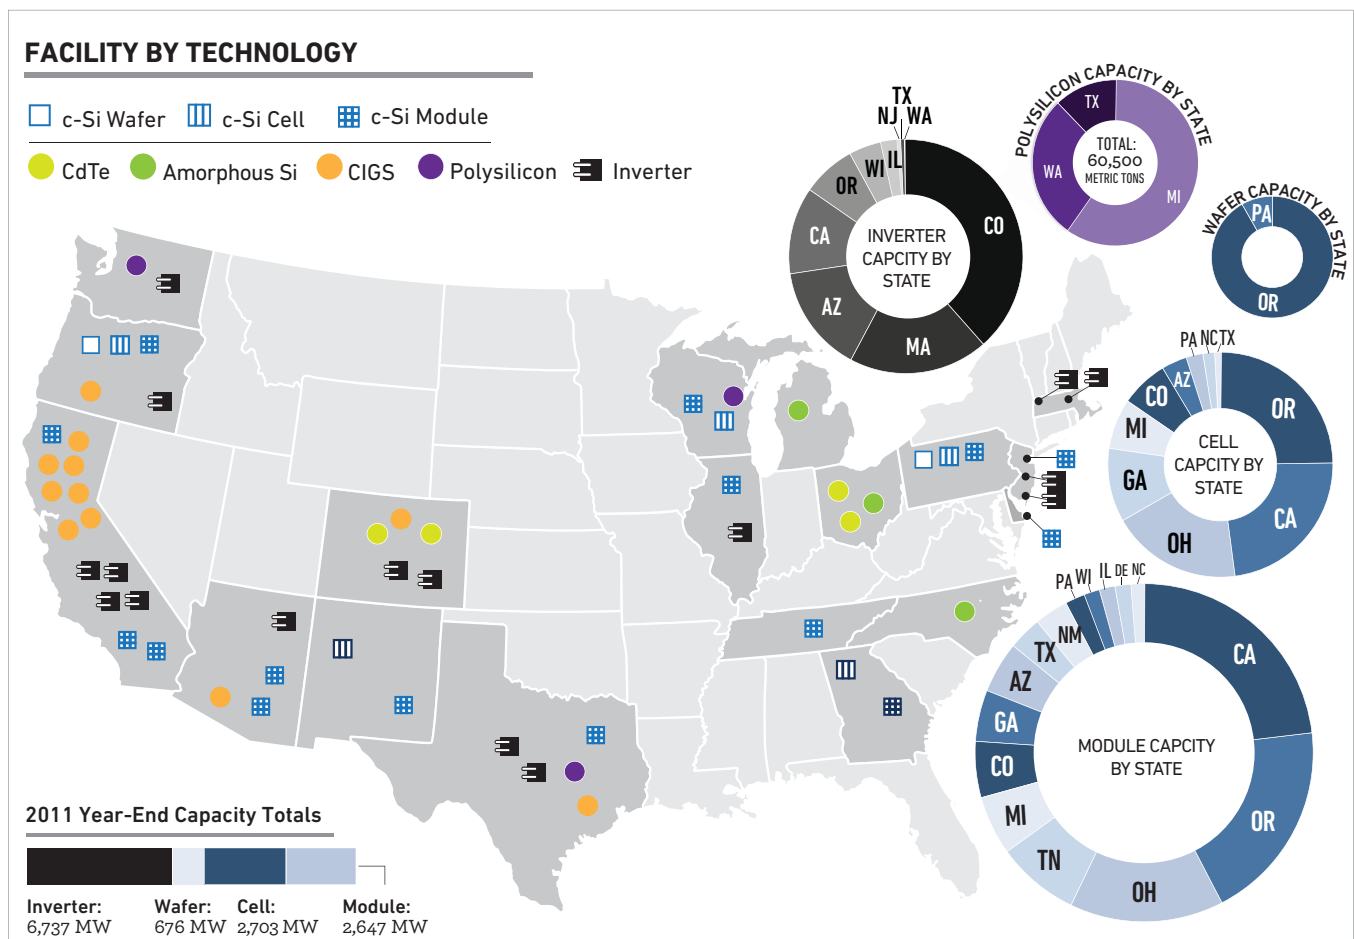 FACILITY BY TECHNOLOGY
c-Si Wafer
c-Si Cell
c-Si Module
CdTe
Amorphous Si
CIGS
Polysilicon
Inverter
TX
NJ WA
IL
WI
OR
CA
AZ
MA
CO
INVERTER
CAPCITY BY
STATE
POLYSILICON CAPACITY BY STATE
TX
WA
MI
TOTAL:
60,500
METRIC TONS
WAFER CAPACITY BY STATE
PA
OR
PA NC TX
AZ
CO
MI
GA
OH
CA
OR
CELL
CAPCITY BY
STATE
PA WI IL DE NC
NM
TX
AZ
GA
CO
MI
TN
OH
OR
CA
MODULE CAPCITY
BY STATE
2011 Year-End Capacity Totals
Inverter: Wafer: Cell: Module:
6,737 MW 676 MW 2,703 MW 2,647 MW